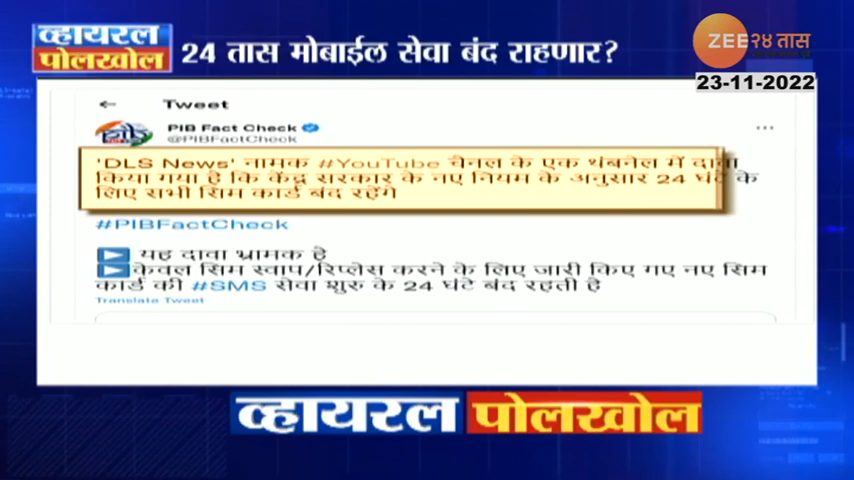 व्हायरल
पोलखोल
24 तास मोबाईल सेवा बंद राहणार?
ZEE २४ तास
23-11-2022
Tweet
PIB Fact Check
@PIBFactCheck
'DLS News' नामक #YouTube चैनल के एक थंबनेल में दावा
किया गया है कि केंद्र सरकार के नए नियम के अनुसार 24 घंटे के
लिए सभी सिम कार्ड बंद रहेंगे
#PIBFactCheck
यह दावा भ्रामक है
केवल सिम स्वाप/रिप्लेस करने के लिए जारी किए गए नए सिम
कार्ड की #SMS सेवा शुरु के 24 घंटे बंद रहती है
Translate Tweet
व्हायरल पोलखोल